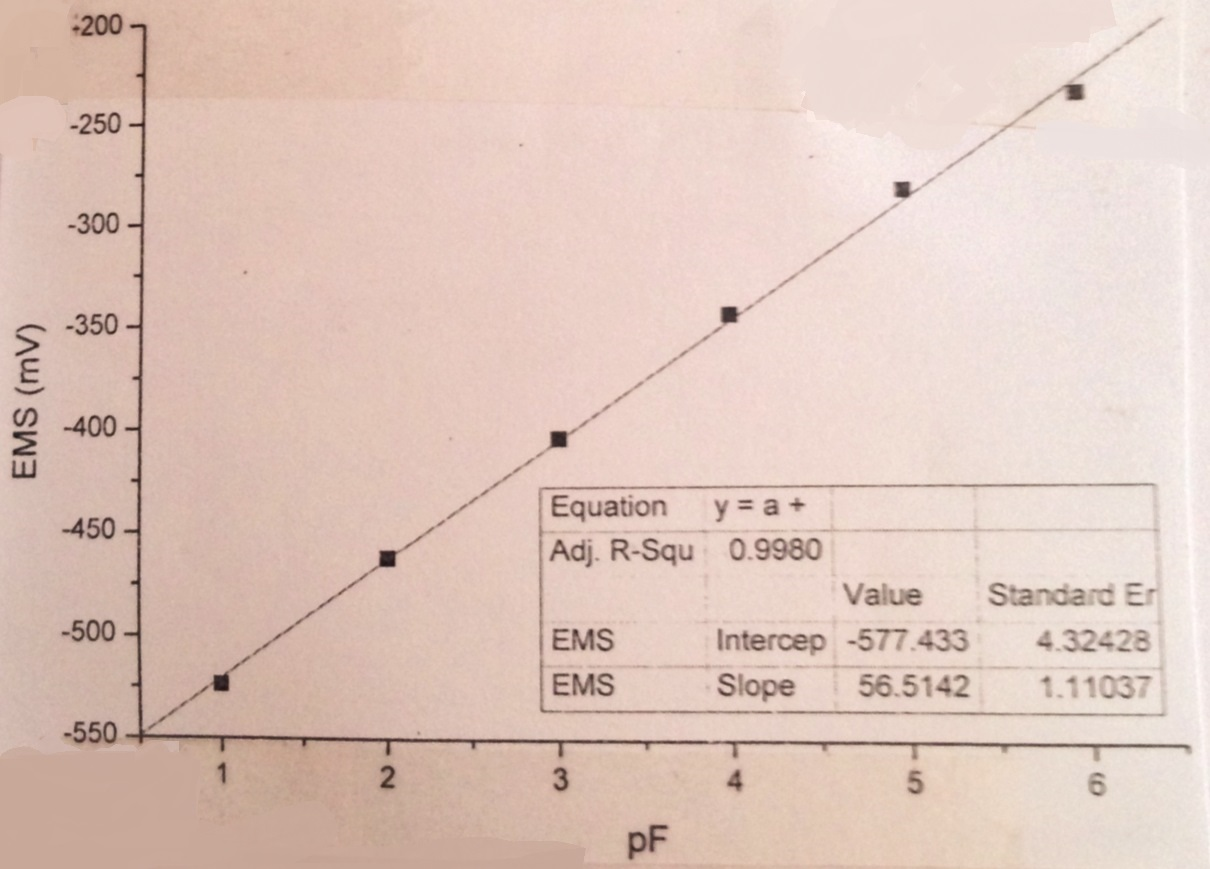 -200
-250
-300
-350
-400
-450
-500
-550
EMS (mV)
1 2 3 4 5 6
pF
Equation y = a +
Adj. R-Squ 0.9980
Value Standard Er
EMS Intercep -577.433 4.32428
EMS Slope 56.5142 1.11037